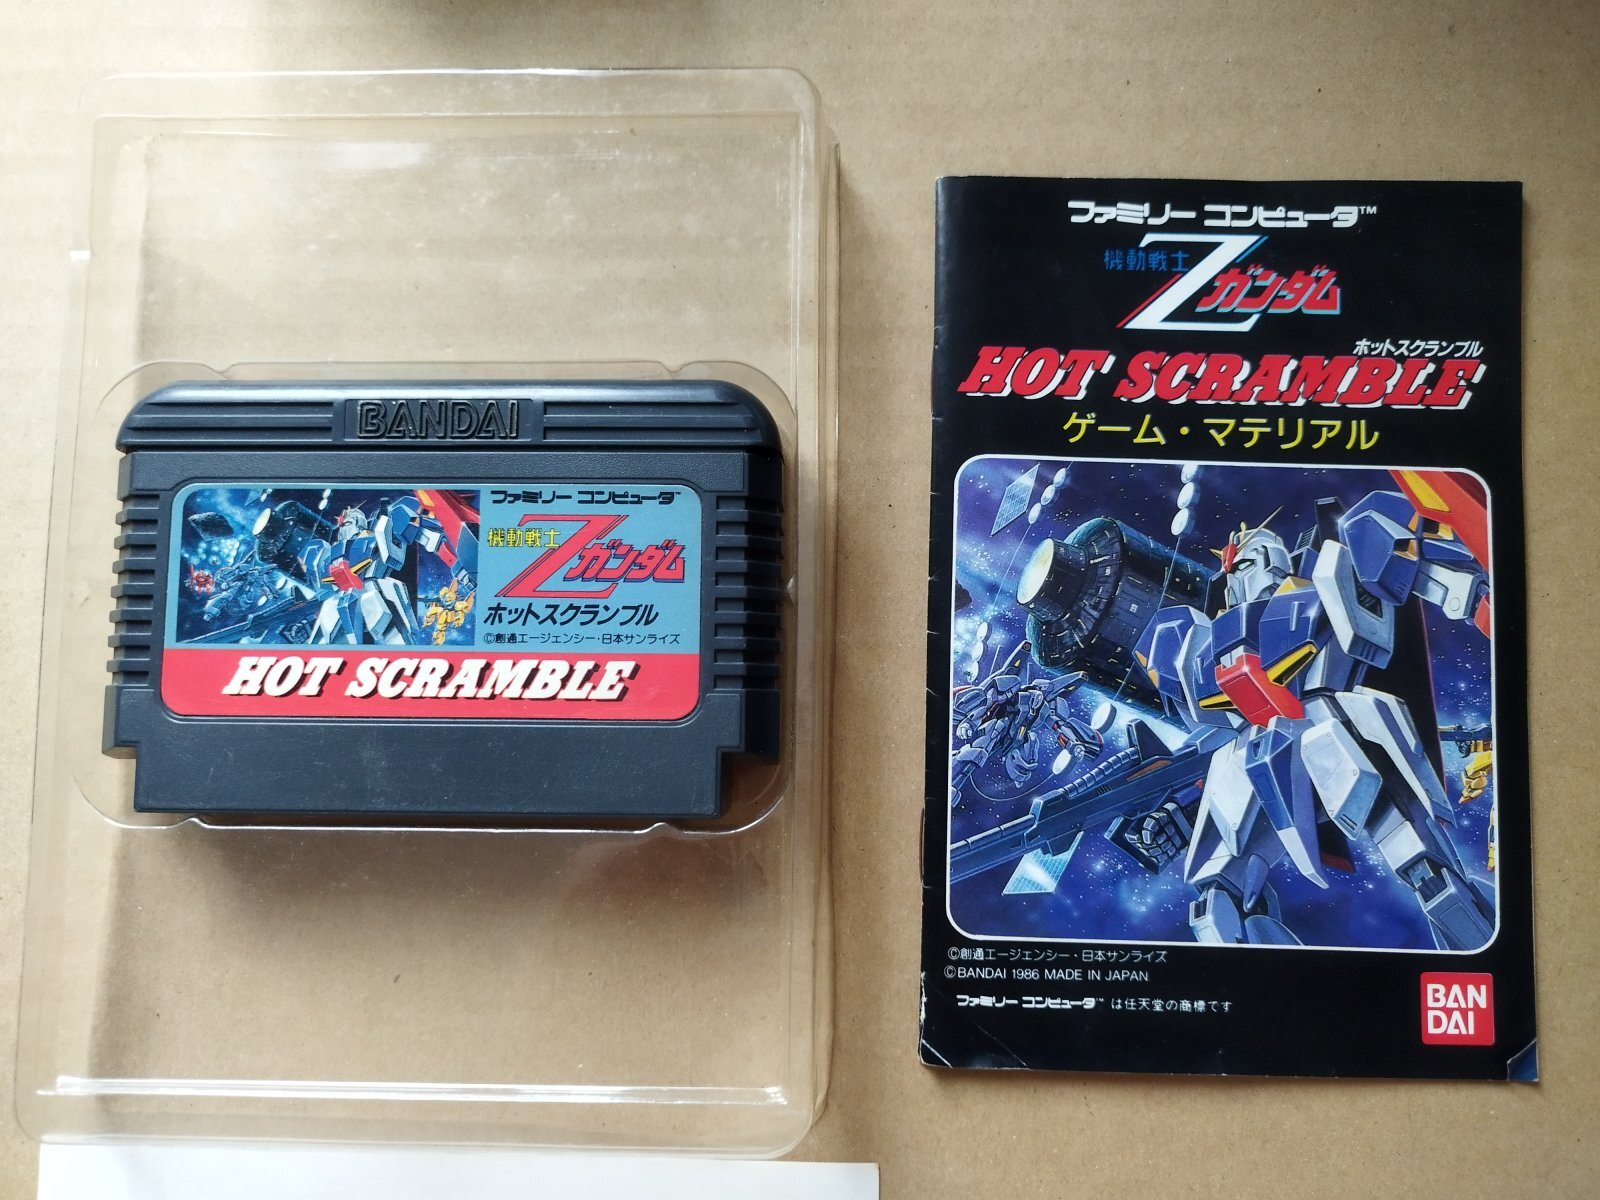 BANDAI
ファミリー コンピュータ™
機動戦士
Zガンダム
ホットスクランブル
©創通エージェンシー・日本サンライズ
HOT SCRAMBLE
ファミリー コンピュータ™
機動戦士
Zガンダム
ホットスクランブル
HOT SCRAMBLE
ゲーム・マテリアル
©創通エージェンシー・日本サンライズ
©BANDAI 1986 MADE IN JAPAN
ファミリー コンピュータ™ は任天堂の商標です
BAN
DAI